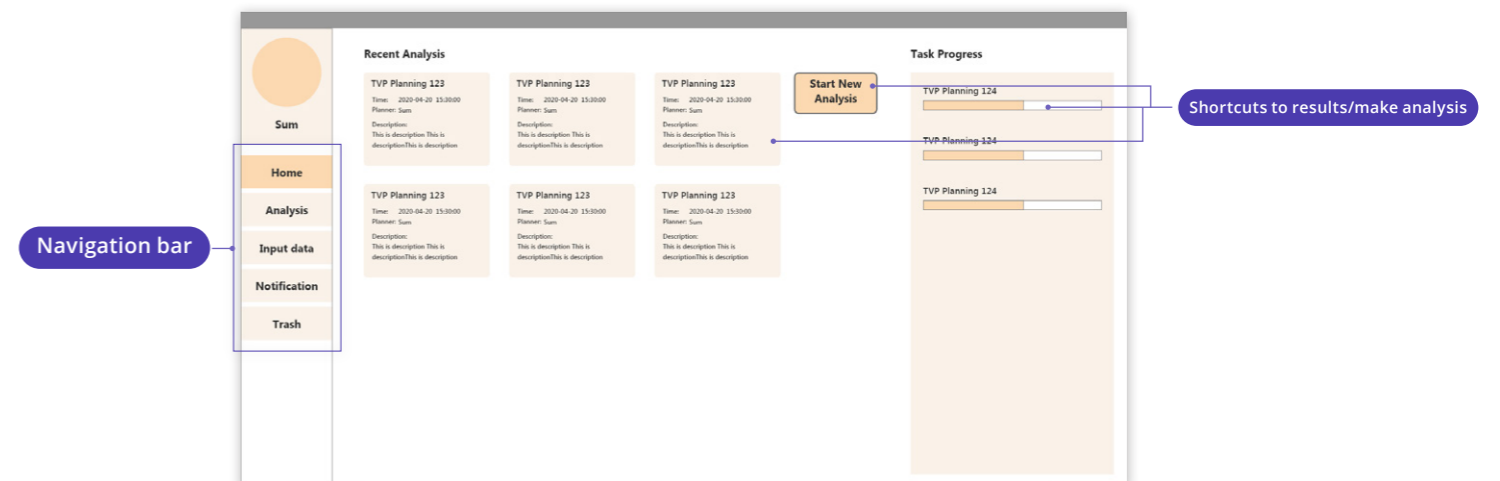 Sum
Home
Analysis
Input data
Notification
Trash
Navigation bar
Recent Analysis
TVP Planning 123
Time: 2020-04-20 15:30:00
Planner: Sum
Description:
This is description This is
descriptionThis is description
TVP Planning 123
Time: 2020-04-20 15:30:00
Planner: Sum
Description:
This is description This is
descriptionThis is description
TVP Planning 123
Time: 2020-04-20 15:30:00
Planner: Sum
Description:
This is description This is
descriptionThis is description
TVP Planning 123
Time: 2020-04-20 15:30:00
Planner: Sum
Description:
This is description This is
descriptionThis is description
TVP Planning 123
Time: 2020-04-20 15:30:00
Planner: Sum
Description:
This is description This is
descriptionThis is description
TVP Planning 123
Time: 2020-04-20 15:30:00
Planner: Sum
Description:
This is description This is
descriptionThis is description
Start New
Analysis
Task Progress
TVP Planning 124
TVP Planning 124
TVP Planning 124
Shortcuts to results/make analysis